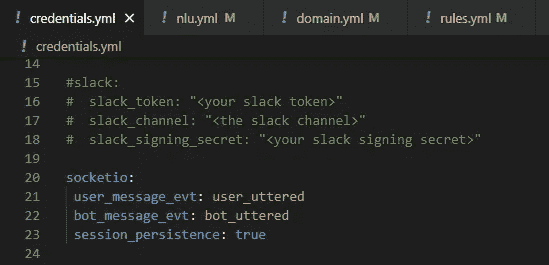 ! credentials.yml × ! nlu.yml M ! domain.yml M ! rules.yml M
! credentials.yml
14
15 #slack:
16 #  slack_token: "<your slack token>"
17 #  slack_channel: "<the slack channel>"
18 #  slack_signing_secret: "<your slack signing secret>"
19
20 socketio:
21  user_message_evt: user_uttered
22  bot_message_evt: bot_uttered
23  session_persistence: true
24